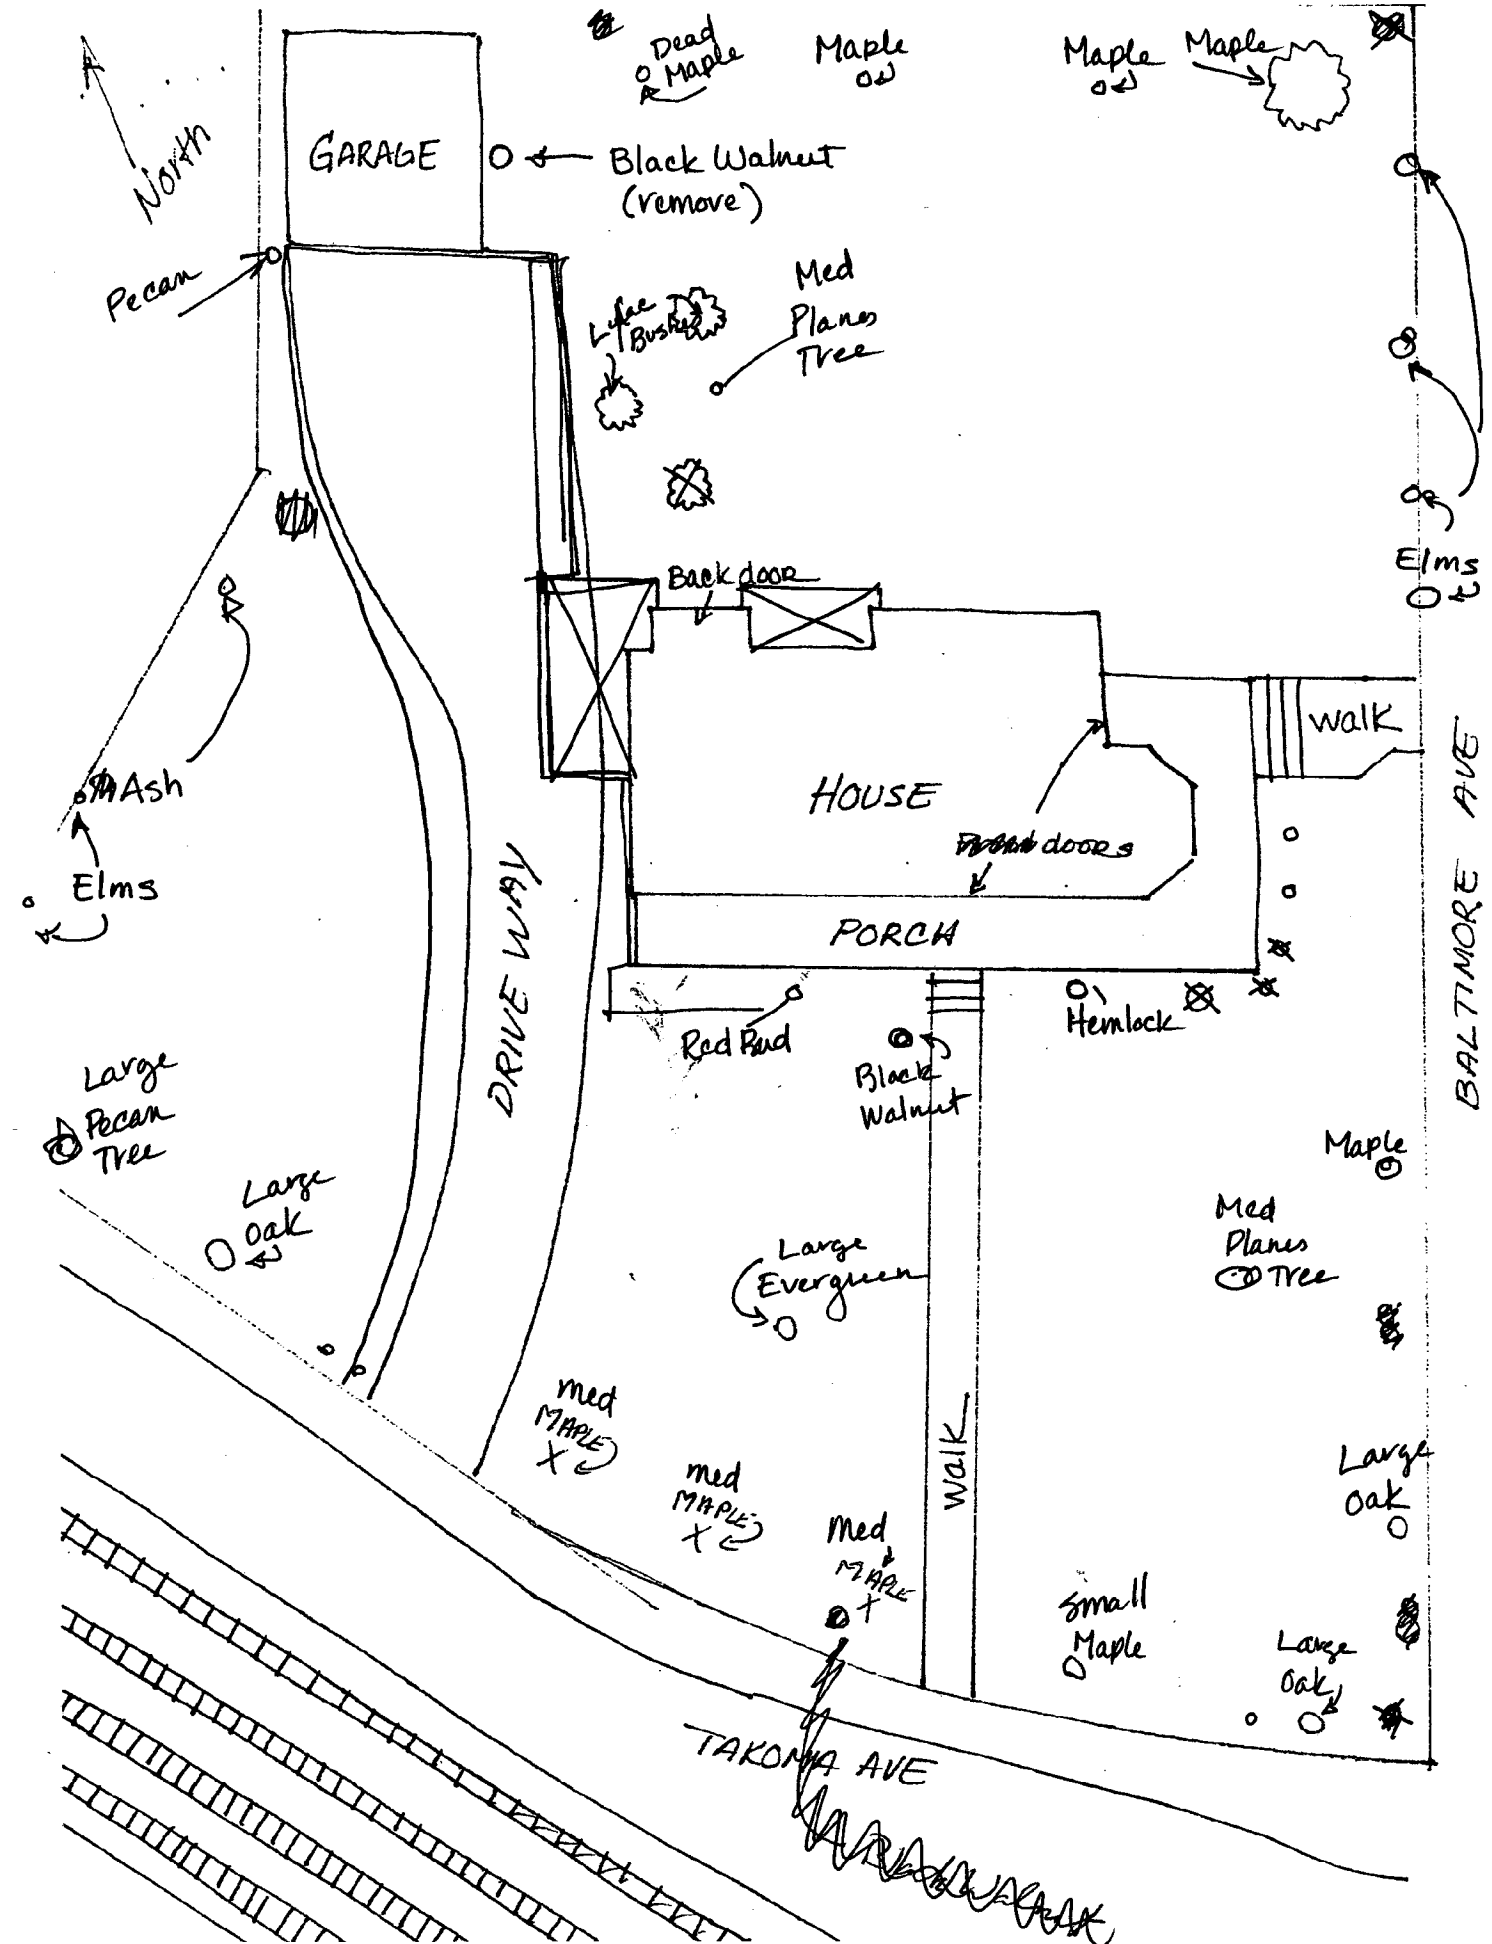 Dead
Maple
Maple
Maple
Maple
North
GARAGE
Black Walnut
(remove)
Pecan
Lilac
Bushes
Med
Planes
Tree
Back door
Elms
Walk
Ash
Elms
HOUSE
doors
PORCH
DRIVE WAY
BALTIMORE AVE
Red Bud
Hemlock
Black
Walnut
Large
Pecan
Tree
Large
Oak
Maple
Med
Planes
Tree
Large
Evergreen
med
MAPLE
med
MAPLE
Med
MAPLE
Walk
Large
Oak
Small
Maple
Large
Oak
TAKOMA AVE